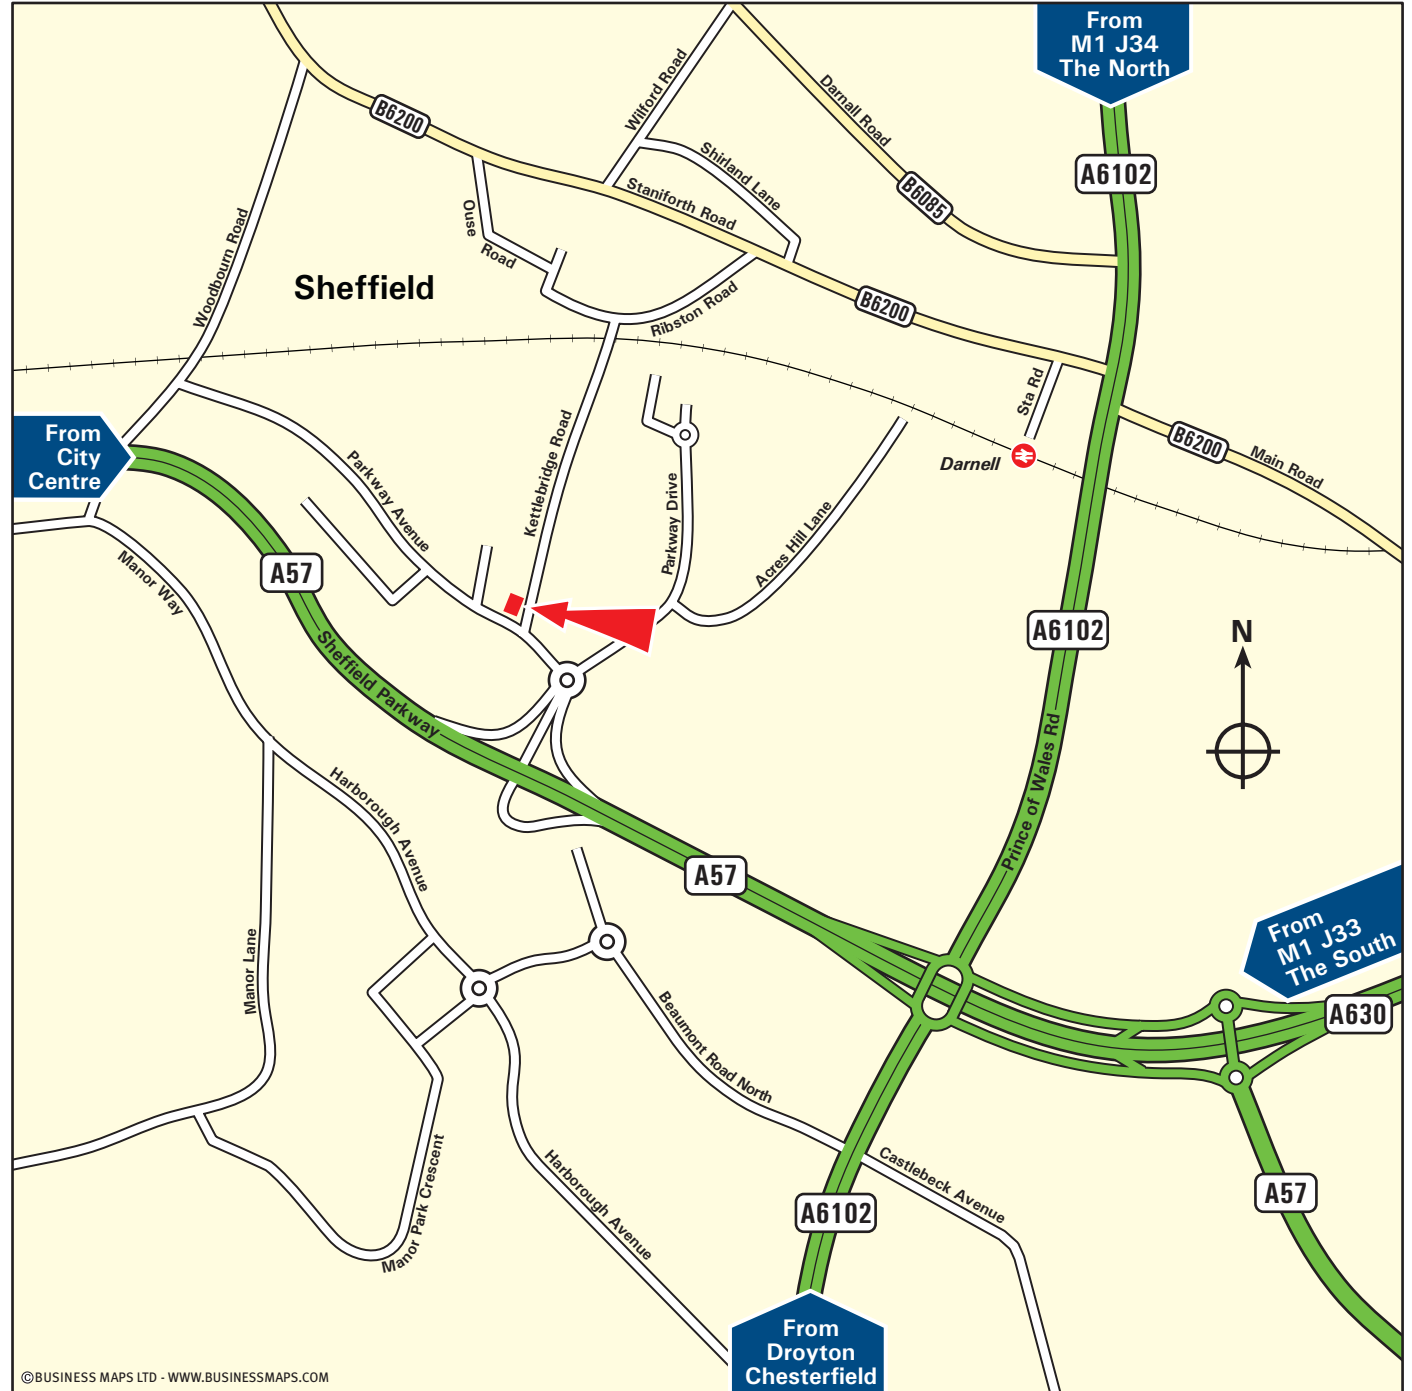 From
M1 J34
The North
B6200
Wilford Road
Darnall Road
Shirland Lane
A6102
B6085
Staniforth Road
Ouse
Road
Woodbourn Road
Sheffield
Ribston Road
B6200
Sta Rd
From
City
Centre
Darnell
B6200
Main Road
Parkway Avenue
Kettlebridge Road
Parkway Drive
Acres Hill Lane
Manor Way
A57
A6102
N
Sheffield Parkway
Prince of Wales Rd
Harborough Avenue
A57
From
M1 J33
The South
Manor Lane
A630
Beaumont Road North
Manor Park Crescent
Harborough Avenue
Castlebeck Avenue
A57
A6102
From
Droyton
Chesterfield
©BUSINESS MAPS LTD - WWW.BUSINESSMAPS.COM